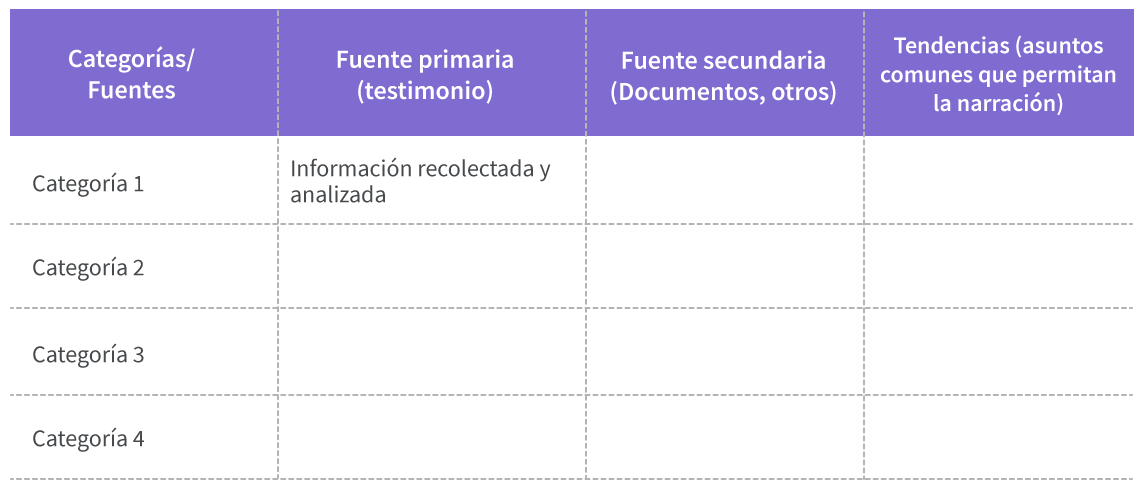 Categorías/
Fuentes
Fuente primaria
(testimonio)
Fuente secundaria
(Documentos, otros)
Tendencias (asuntos
comunes que permitan
la narración)
Categoría 1
Información recolectada y
analizada
Categoría 2
Categoría 3
Categoría 4